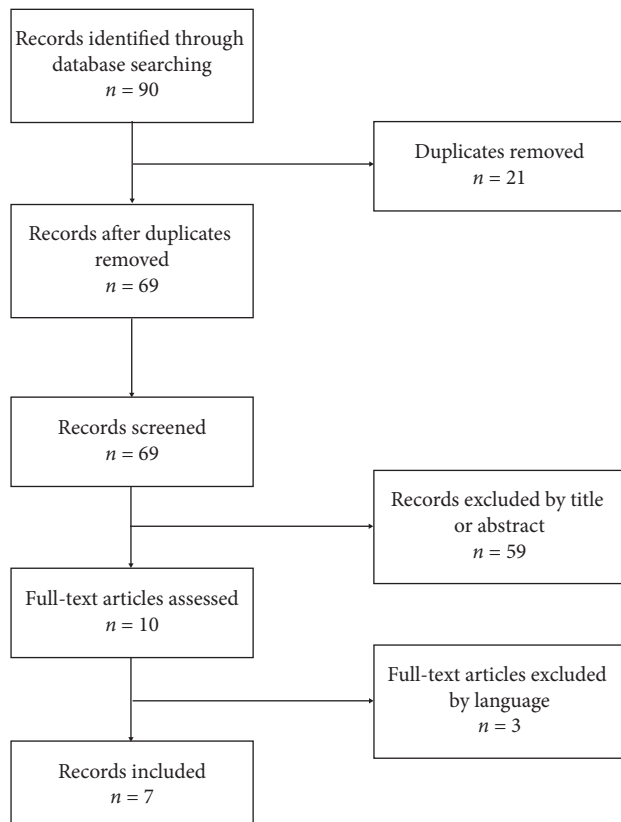 Records identified through
database searching
n = 90
Duplicates removed
n = 21
Records after duplicates
removed
n = 69
Records screened
n = 69
Records excluded by title
or abstract
n = 59
Full-text articles assessed
n = 10
Full-text articles excluded
by language
n = 3
Records included
n = 7